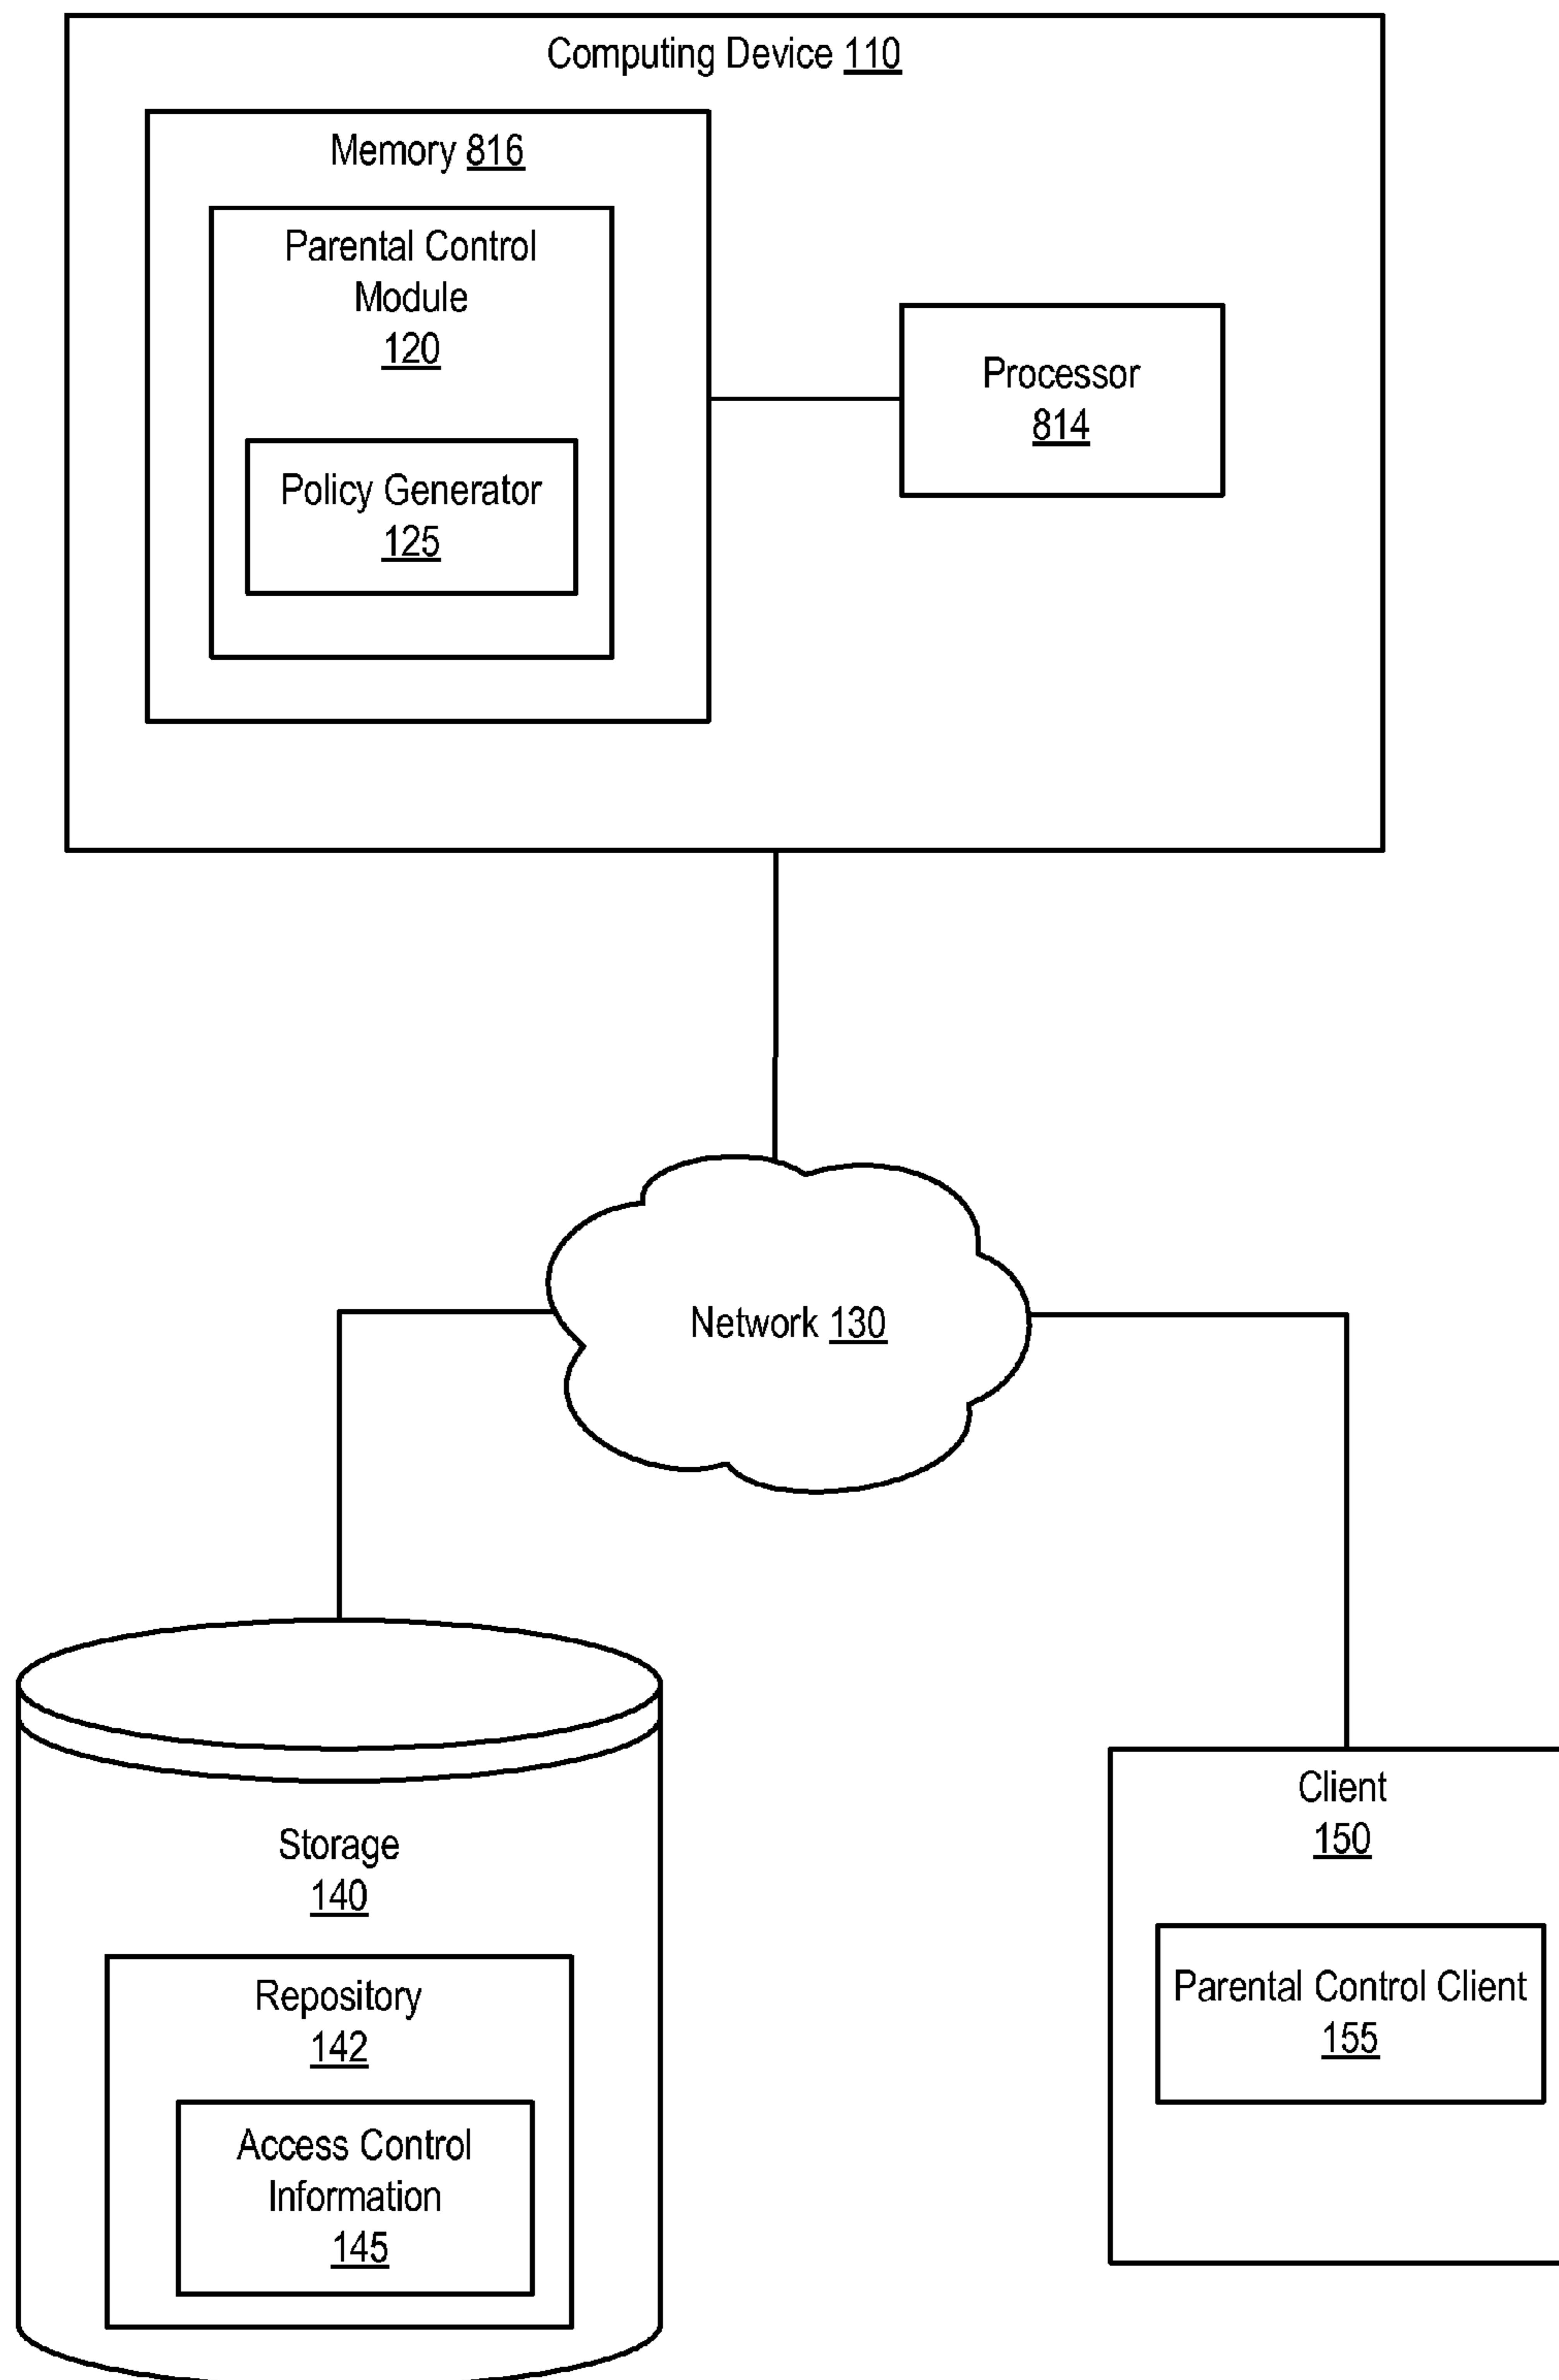 Computing Device 110
Memory 816
Parental Control
Module
120
Policy Generator
125
Processor
814
Network 130
Storage
140
Repository
142
Access Control
Information
145
Client
150
Parental Control Client
155